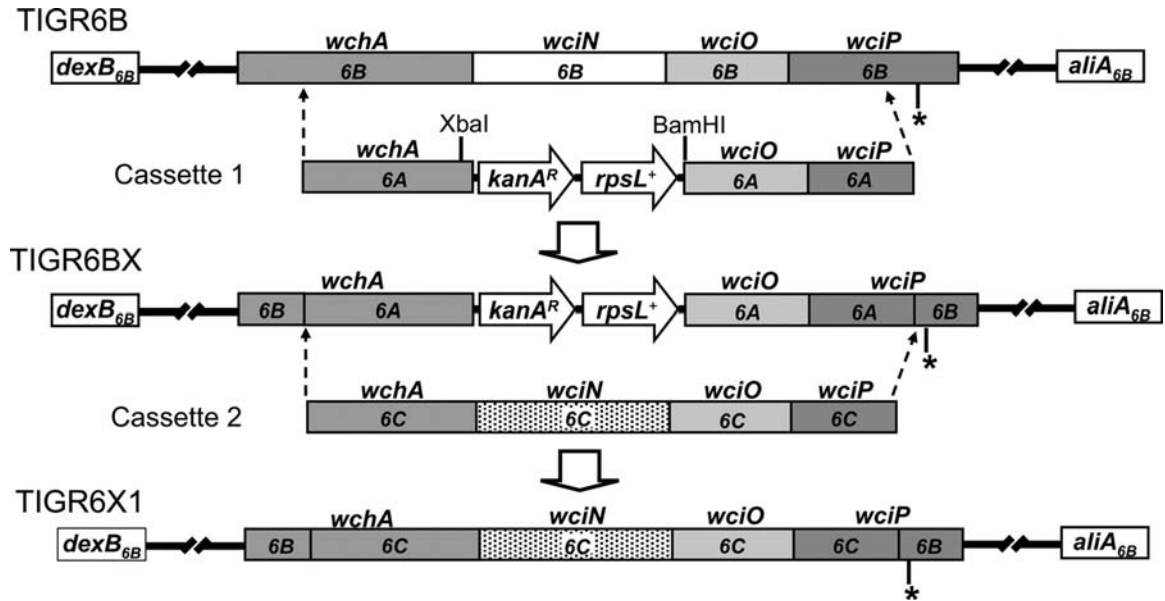 TIGR6B
wchA wciN wciO wciP
dexB6B 6B 6B 6B 6B aliA6B
*
XbaI BamHI
wchA wciO wciP
Cassette 1 6A kanAR rpsL+ 6A 6A
TIGR6BX
wchA wciO wciP
dexB6B 6B 6A kanAR rpsL+ 6A 6A 6B aliA6B
*
wchA wciN wciO wciP
Cassette 2 6C 6C 6C 6C
TIGR6X1
wchA wciN wciO wciP
dexB6B 6B 6C 6C 6C 6C 6B aliA6B
*